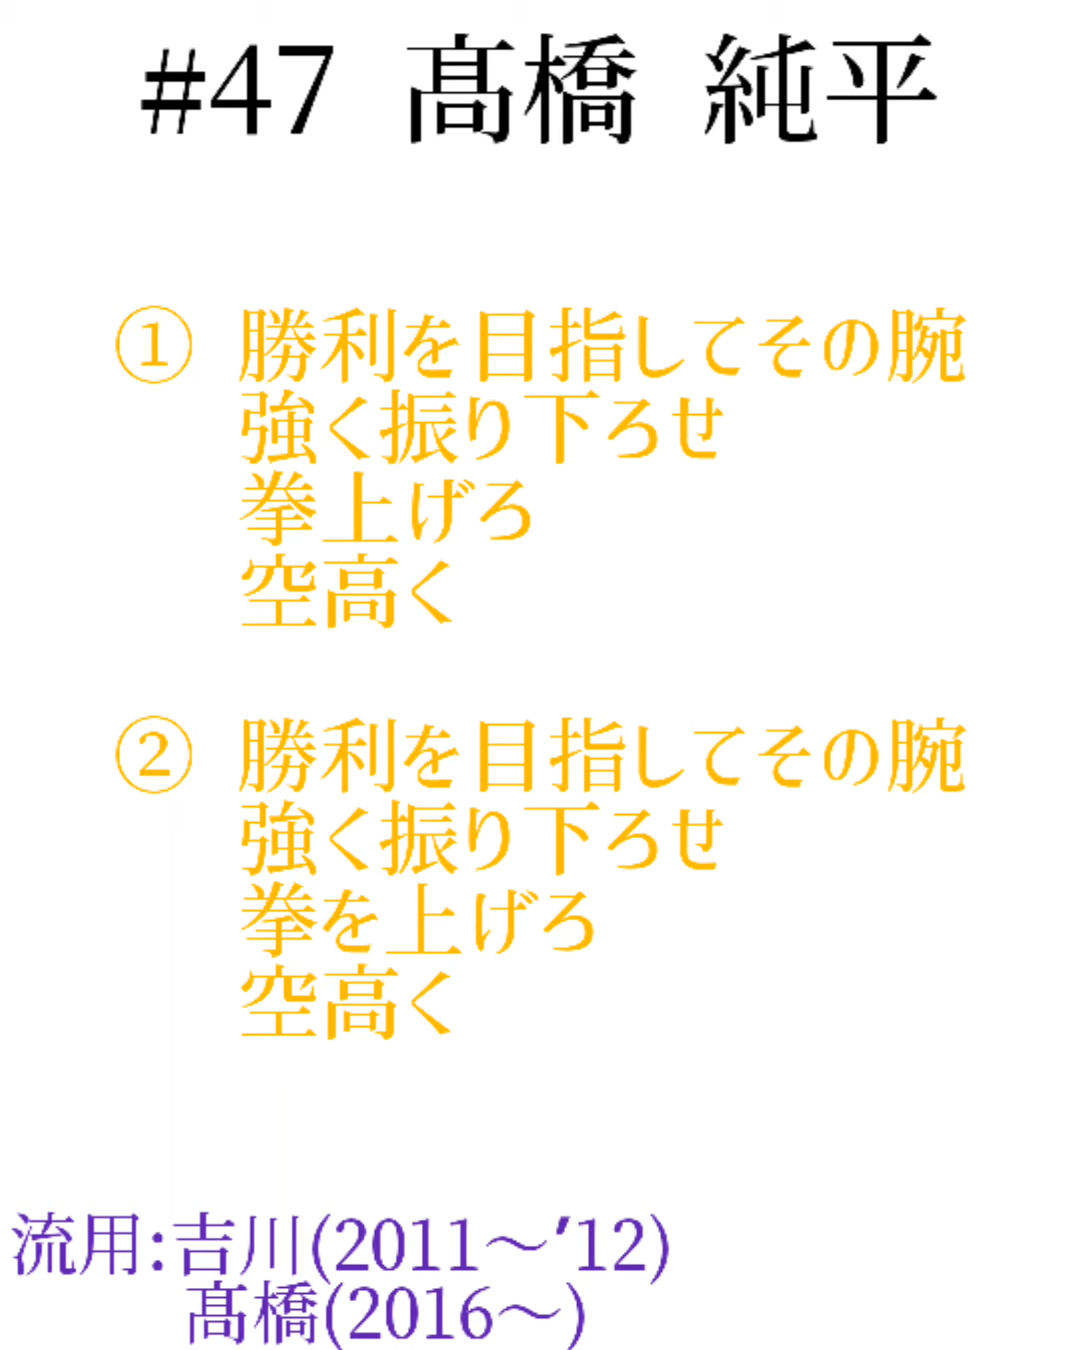 #47 髙橋 純平
① 勝利を目指してその腕
強く振り下ろせ
拳上げろ
空高く
② 勝利を目指してその腕
強く振り下ろせ
拳を上げろ
空高く
流用:吉川(2011〜’12)
髙橋(2016〜)